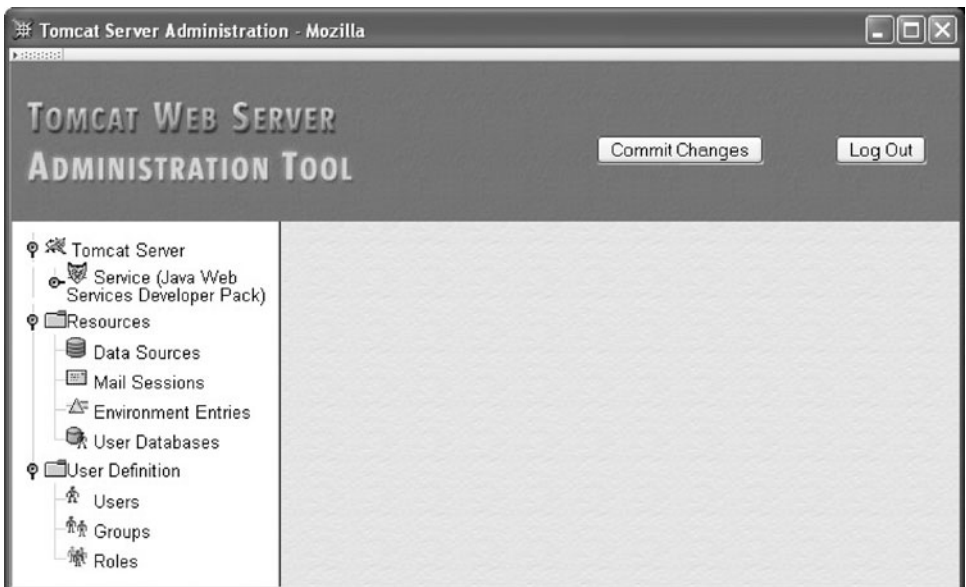 Tomcat Server Administration - Mozilla
TOMCAT WEB SERVER
ADMINISTRATION TOOL
Commit Changes
Log Out
Tomcat Server
Service (Java Web
Services Developer Pack)
Resources
Data Sources
Mail Sessions
Environment Entries
User Databases
User Definition
Users
Groups
Roles